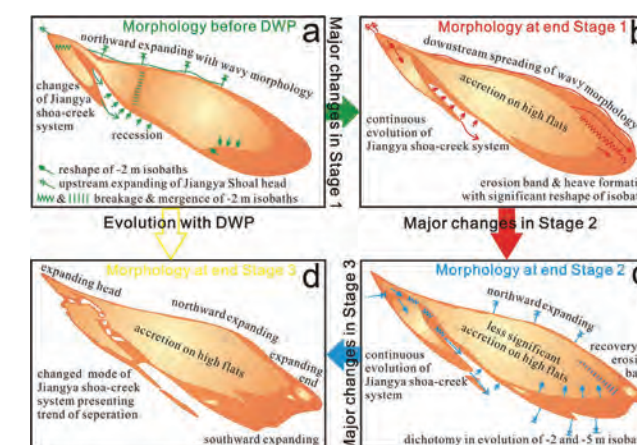 Morphology before DWP
a
northward expanding with wavy morphology
changes
of Jiangya
shoa-creek
system
recession
reshape of -2 m isobaths
upstream expanding of Jiangya Shoal head
& breakage & mergence of -2 m isobaths
Major changes in Stage 1
Morphology at end Stage 1
downstream spreading of wavy morphology
accretion on high flats
continuous
evolution of
Jiangya shoa-creek system
erosion band & heave
with significant reshape of
Evolution with DWP
Major changes in Stage 2
Morphology at end Stage 3
d
expanding head
northward expanding
accretion on high flats
expanding
end
changed mode of
Jiangya shoa-creek
system presenting
trend of seperation
southward expanding
Major changes in Stage 3
Morphology at end Stage 2
northward expanding
less significant
accretion on high flats
recovery
continuous
evolution of
Jiangya shoa-creek
system
dichotomy in evolution of -2 and -5 m